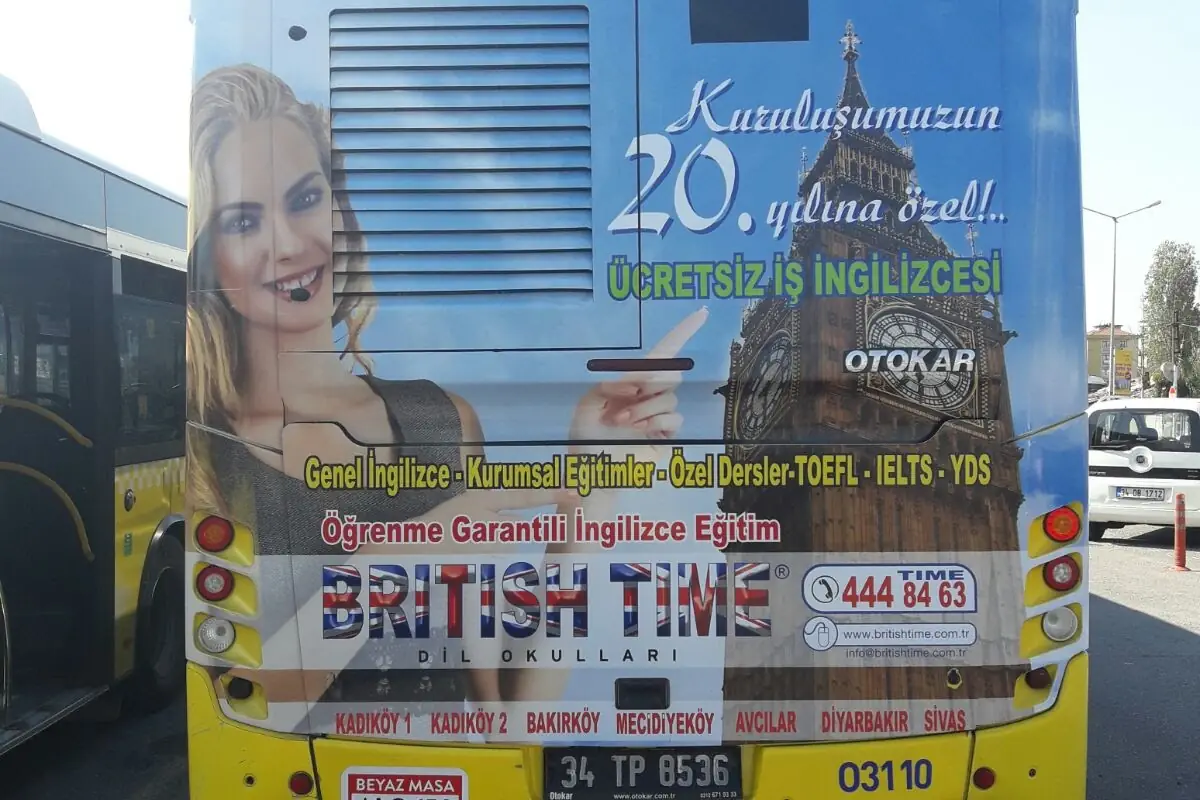 Kuruluşumuzun
20. yılına özel!..
ÜCRETSİZ İŞ İNGİLİZCESİ
OTOKAR
Genel İngilizce - Kurumsal Eğitimler - Özel Dersler-TOEFL - IELTS - YDS
Öğrenme Garantili İngilizce Eğitim
BRITISH TIME®
DİL OKULLARI
TIME
444 84 63
www.britishtime.com.tr
info@britishtime.com.tr
KADIKÖY 1 KADIKÖY 2 BAKIRKÖY MECİDİYEKÖY AVCILAR DİYARBAKIR SİVAS
34 TP 8536
Otokar www.otokar.com.tr
03110
BEYAZ MASA
34 OB 1712